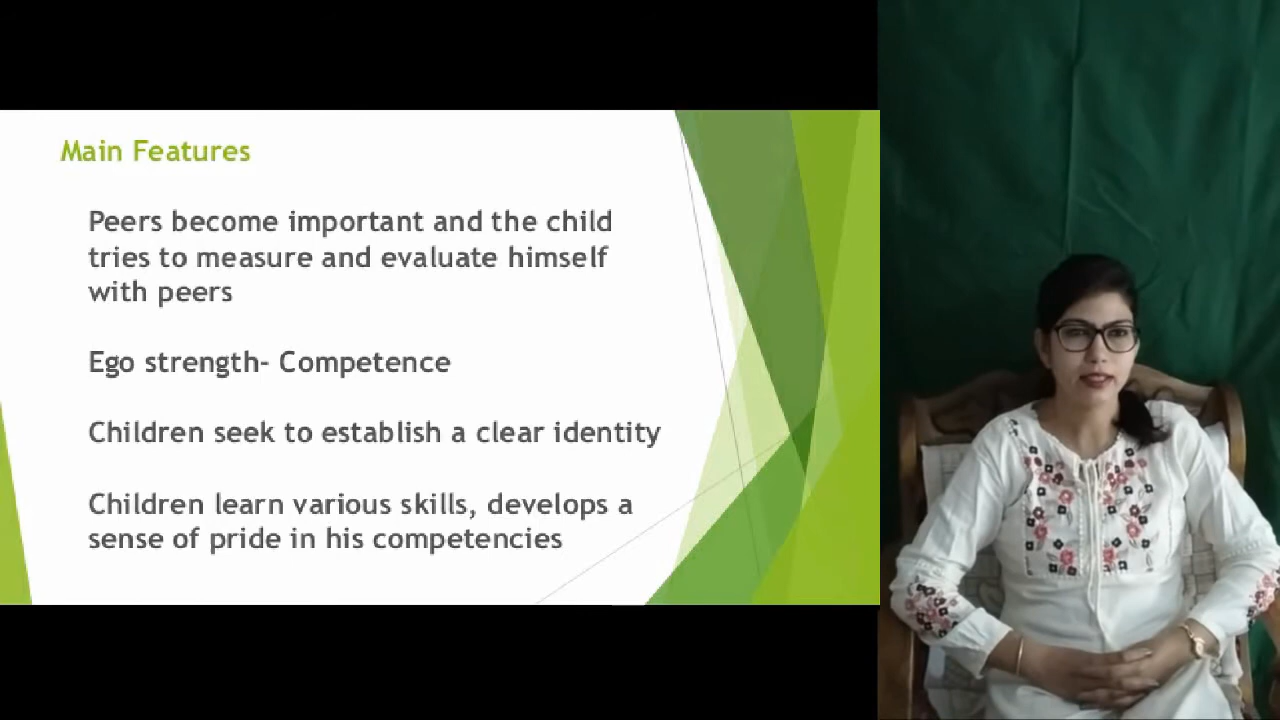 Main Features
Peers become important and the child
tries to measure and evaluate himself
with peers
Ego strength- Competence
Children seek to establish a clear identity
Children learn various skills, develops a
sense of pride in his competencies